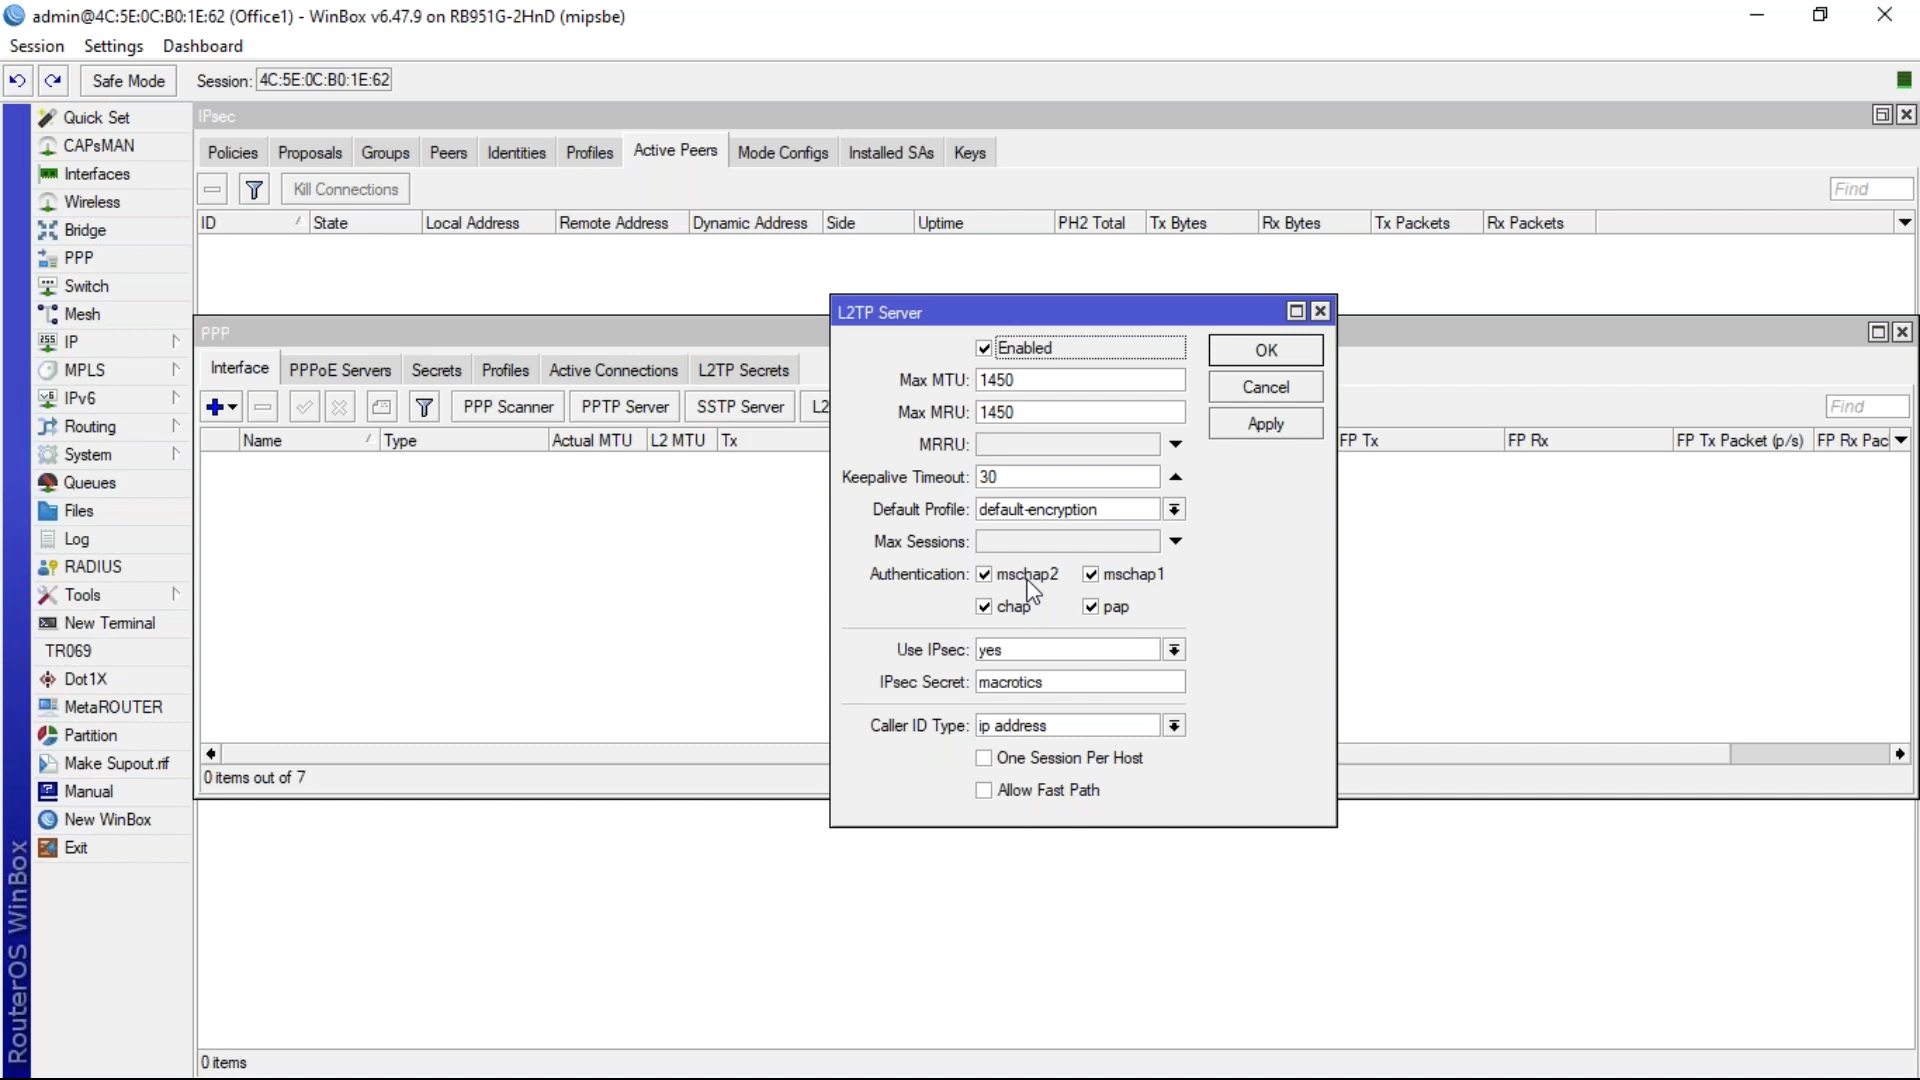 admin@4C:5E:0C:B0:1E:62 (Office1) - WinBox v6.47.9 on RB951G-2HnD (mipsbe)
Session Settings Dashboard
Safe Mode Session: 4C:5E:0C:B0:1E:62
Quick Set
CAPsMAN
Interfaces
Wireless
Bridge
PPP
Switch
Mesh
IP
MPLS
IPv6
Routing
System
Queues
Files
Log
RADIUS
Tools
New Terminal
TR069
Dot1X
MetaROUTER
Partition
Make Supout.rif
Manual
New WinBox
Exit
RouterOS WinBox
IPsec
Policies Proposals Groups Peers Identities Profiles Active Peers Mode Configs Installed SAs Keys
Kill Connections Find
ID State Local Address Remote Address Dynamic Address Side Uptime PH2 Total Tx Bytes Rx Bytes Tx Packets Rx Packets
PPP
Interface PPPoE Servers Secrets Profiles Active Connections L2TP Secrets
PPP Scanner PPTP Server SSTP Server L2 Find
Name Type Actual MTU L2 MTU Tx FP Tx FP Rx FP Tx Packet (p/s) FP Rx Pac
0 items out of 7
L2TP Server
Enabled
OK
Max MTU: 1450
Cancel
Max MRU: 1450
Apply
MRRU:
Keepalive Timeout: 30
Default Profile: default-encryption
Max Sessions:
Authentication: mschap2 mschap1
chap pap
Use IPsec: yes
IPsec Secret: macrotics
Caller ID Type: ip address
One Session Per Host
Allow Fast Path
0 items